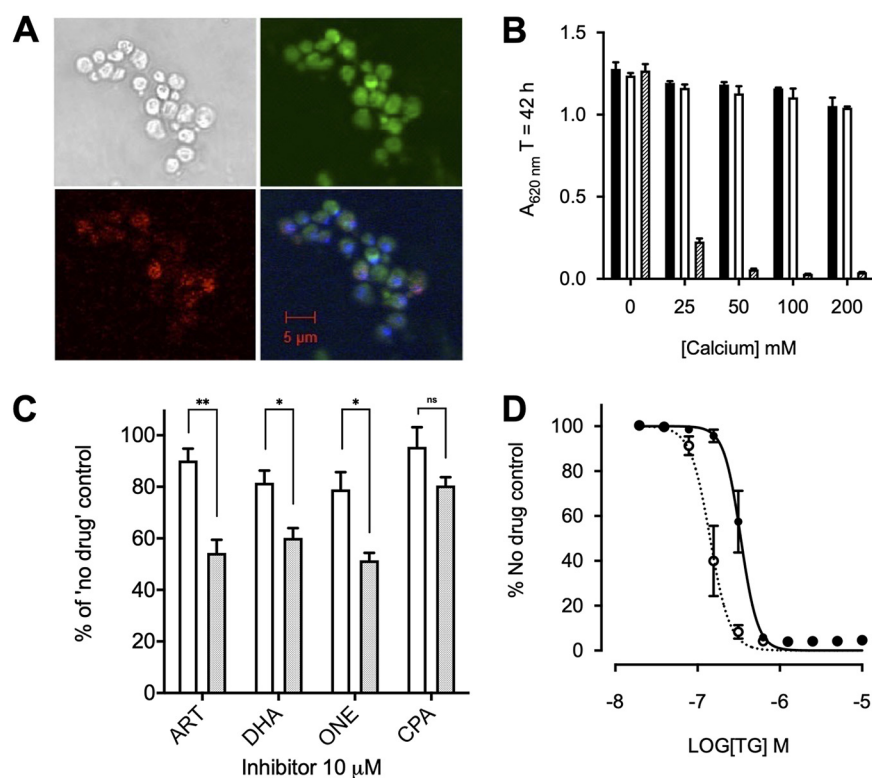 A
5 µm
B
A620 nm T = 42 h
1.5
1.0
0.5
0.0
0 25 50 100 200
[Calcium] mM
C
% of 'no drug' control
100
80
60
40
20
0
** * * ns
ART DHA ONE CPA
Inhibitor 10 µM
D
% No drug control
100
80
60
40
20
0
-8 -7 -6 -5
LOG[TG] M